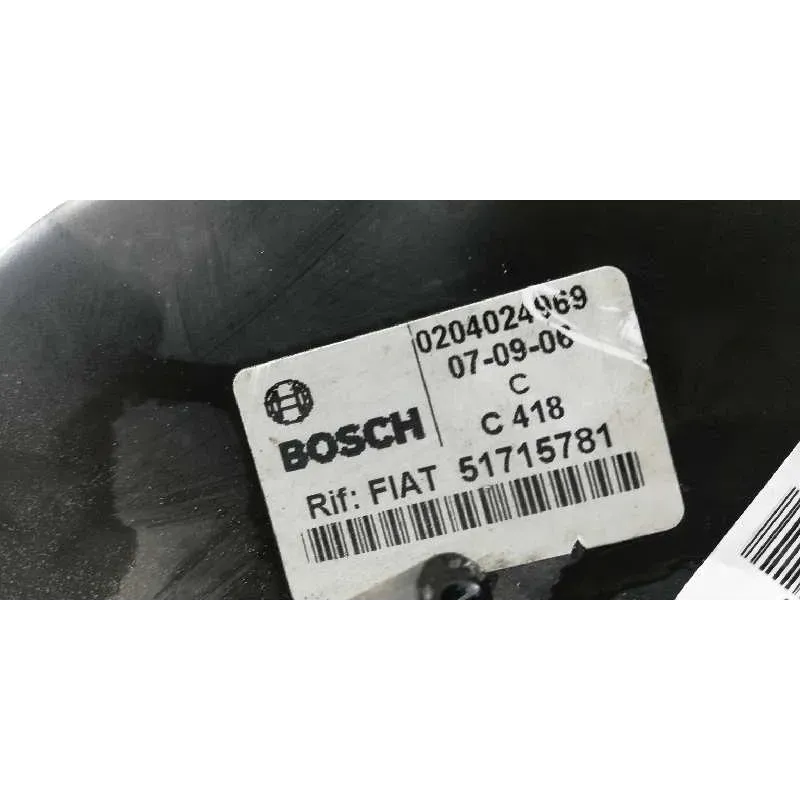 0204024969
07-09-06
C
C 418
BOSCH
Rif: FIAT 51715781